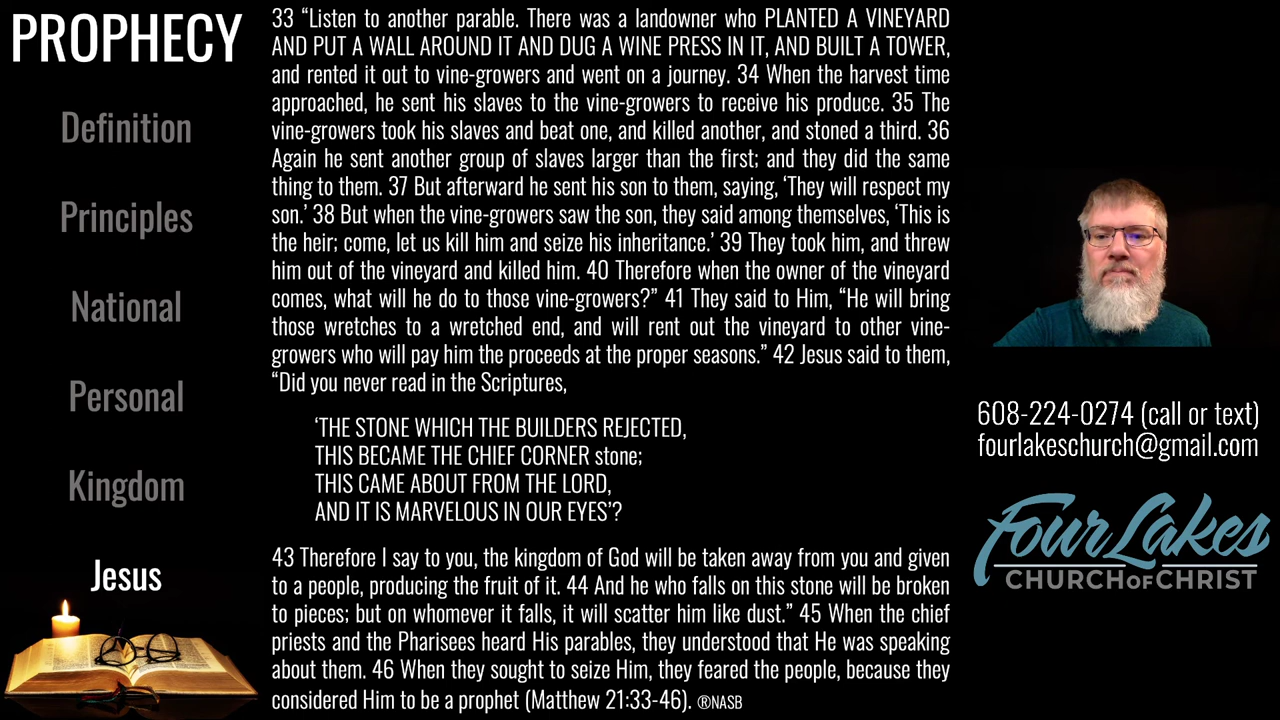 PROPHECY
Definition
Principles
National
Personal
Kingdom
Jesus
33 “Listen to another parable. There was a landowner who PLANTED A VINEYARD
AND PUT A WALL AROUND IT AND DUG A WINE PRESS IN IT, AND BUILT A TOWER,
and rented it out to vine-growers and went on a journey. 34 When the harvest time
approached, he sent his slaves to the vine-growers to receive his produce. 35 The
vine-growers took his slaves and beat one, and killed another, and stoned a third. 36
Again he sent another group of slaves larger than the first; and they did the same
thing to them. 37 But afterward he sent his son to them, saying, ‘They will respect my
son.’ 38 But when the vine-growers saw the son, they said among themselves, ‘This is
the heir; come, let us kill him and seize his inheritance.’ 39 They took him, and threw
him out of the vineyard and killed him. 40 Therefore when the owner of the vineyard
comes, what will he do to those vine-growers?” 41 They said to Him, “He will bring
those wretches to a wretched end, and will rent out the vineyard to other vine-
growers who will pay him the proceeds at the proper seasons.” 42 Jesus said to them,
“Did you never read in the Scriptures,
‘THE STONE WHICH THE BUILDERS REJECTED,
THIS BECAME THE CHIEF CORNER stone;
THIS CAME ABOUT FROM THE LORD,
AND IT IS MARVELOUS IN OUR EYES’?
43 Therefore I say to you, the kingdom of God will be taken away from you and given
to a people, producing the fruit of it. 44 And he who falls on this stone will be broken
to pieces; but on whomever it falls, it will scatter him like dust.” 45 When the chief
priests and the Pharisees heard His parables, they understood that He was speaking
about them. 46 When they sought to seize Him, they feared the people, because they
considered Him to be a prophet (Matthew 21:33-46). ®NASB
608-224-0274 (call or text)
fourlakeschurch@gmail.com
Four Lakes
CHURCH OF CHRIST